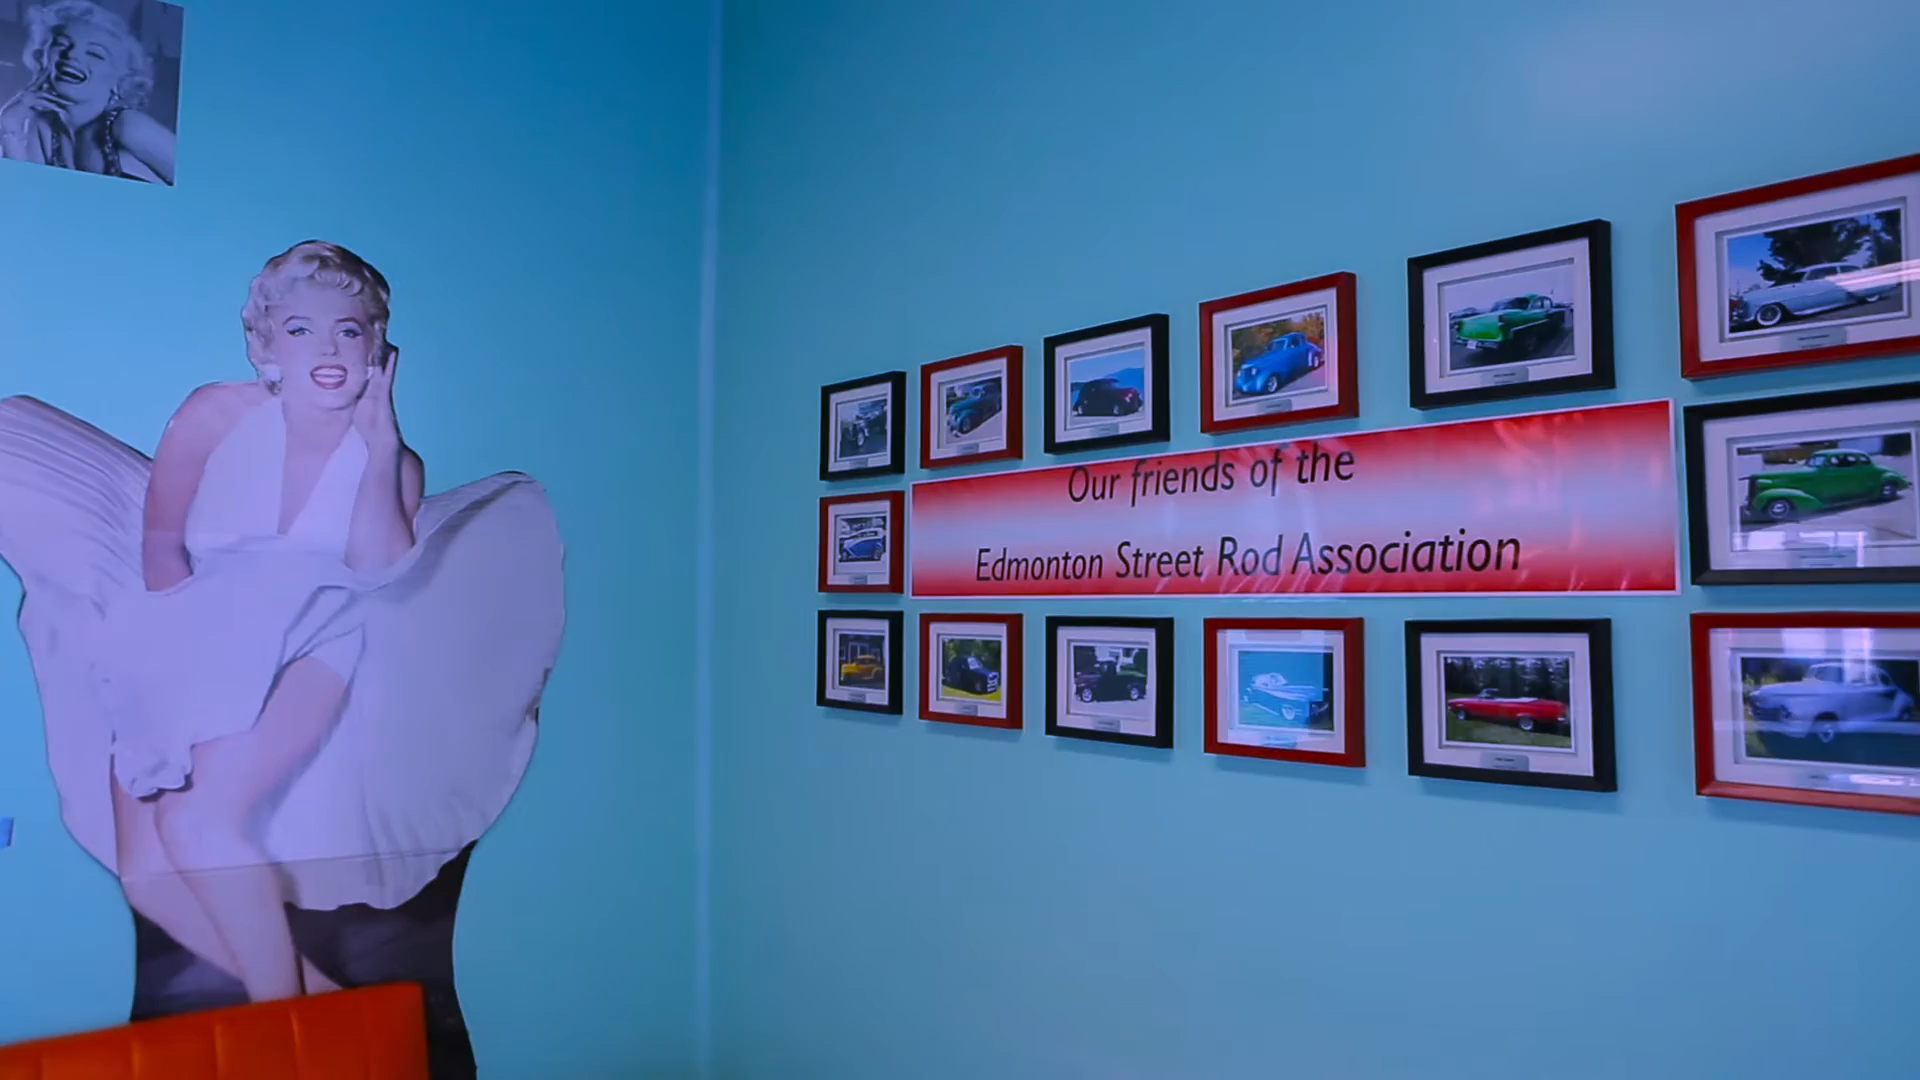 Our friends of the
Edmonton Street Rod Association